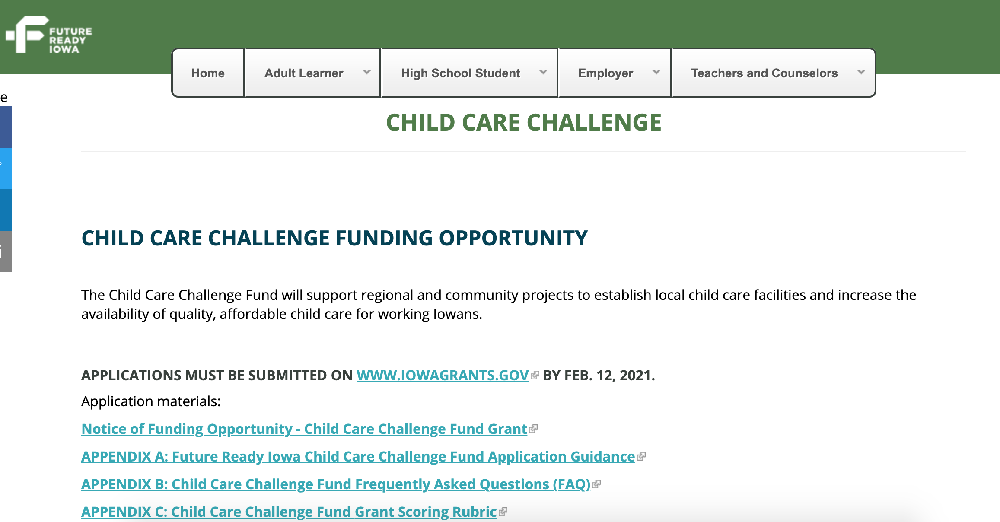 FUTURE
READY
IOWA
Home
Adult Learner
High School Student
Employer
Teachers and Counselors
e
CHILD CARE CHALLENGE
CHILD CARE CHALLENGE FUNDING OPPORTUNITY
The Child Care Challenge Fund will support regional and community projects to establish local child care facilities and increase the
availability of quality, affordable child care for working Iowans.
APPLICATIONS MUST BE SUBMITTED ON WWW.IOWAGRANTS.GOV BY FEB. 12, 2021.
Application materials:
Notice of Funding Opportunity - Child Care Challenge Fund Grant
APPENDIX A: Future Ready Iowa Child Care Challenge Fund Application Guidance
APPENDIX B: Child Care Challenge Fund Frequently Asked Questions (FAQ)
APPENDIX C: Child Care Challenge Fund Grant Scoring Rubric